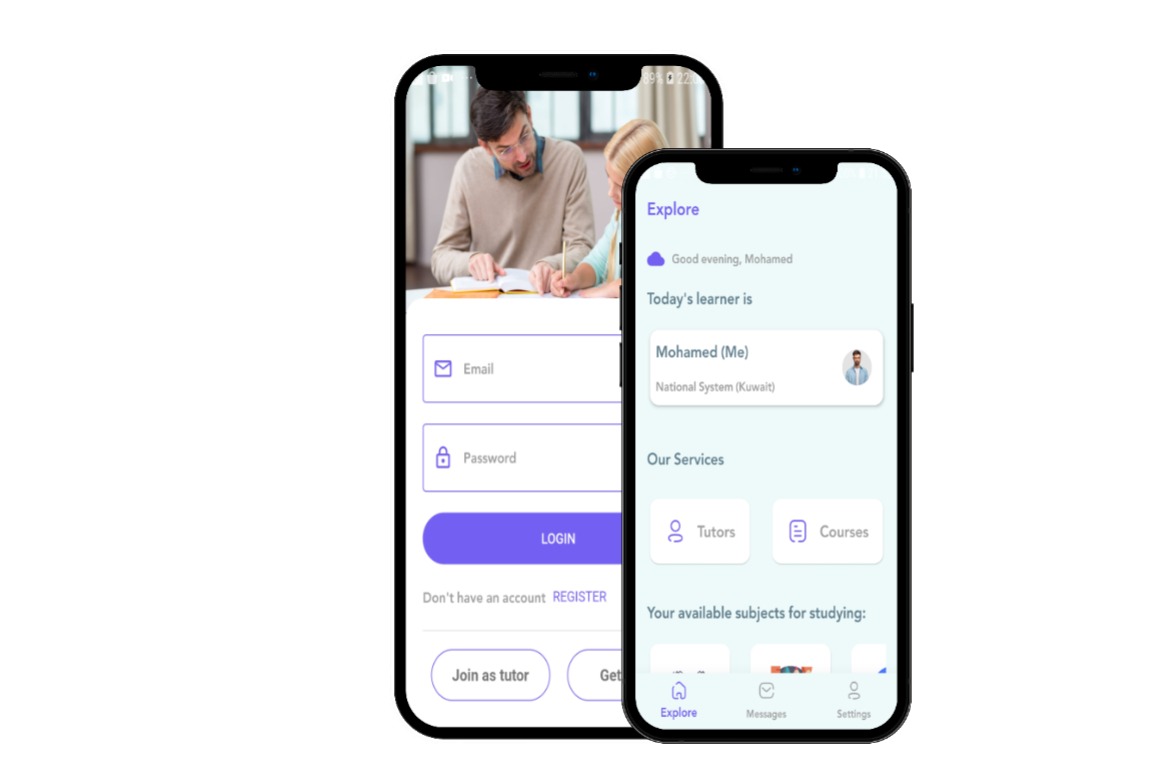 89%
Email
Password
LOGIN
Don't have an account REGISTER
Join as tutor
Get
Explore
Good evening, Mohamed
Today's learner is
Mohamed (Me)
National System (Kuwait)
Our Services
Tutors
Courses
Your available subjects for studying:
Explore
Messages
Settings